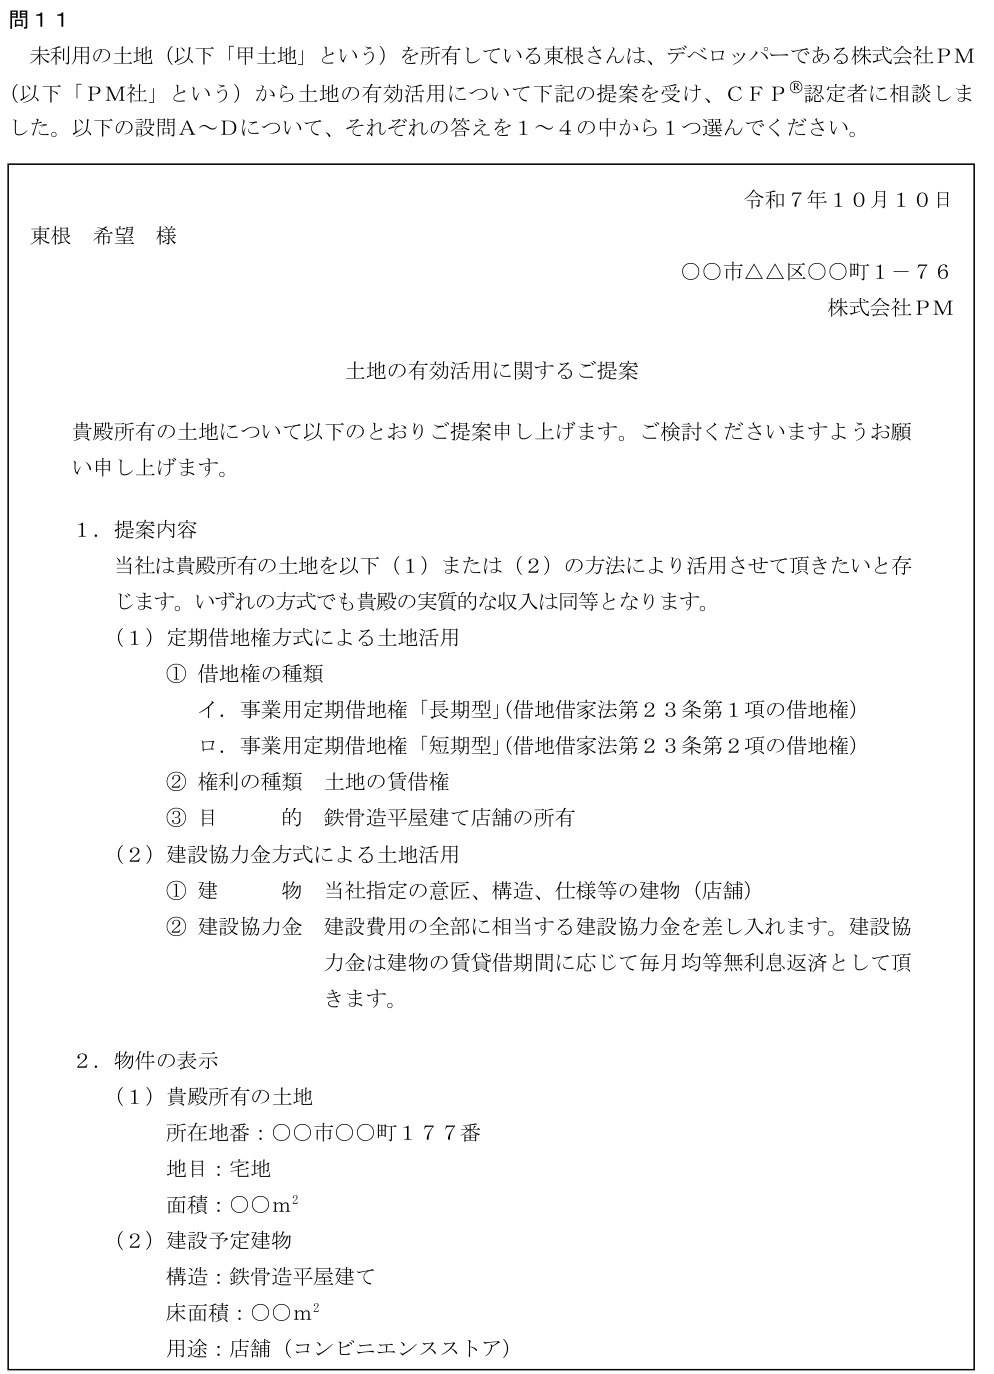 問11
　未利用の土地（以下「甲土地」という）を所有している東根さんは、デベロッパーである株式会社ＰＭ
（以下「ＰＭ社」という）から土地の有効活用について下記の提案を受け、ＣＦＰ®認定者に相談しま
した。以下の設問Ａ～Ｄについて、それぞれの答えを１～４の中から１つ選んでください。
令和７年１０月１０日
東根　希望　様
○○市△△区○○町１－７６
株式会社ＰＭ
土地の有効活用に関するご提案
貴殿所有の土地について以下のとおりご提案申し上げます。ご検討くださいますようお願
い申し上げます。
１．提案内容
当社は貴殿所有の土地を以下（１）または（２）の方法により活用させて頂きたいと存
じます。いずれの方式でも貴殿の実質的な収入は同等となります。
（１）定期借地権方式による土地活用
① 借地権の種類
イ．事業用定期借地権「長期型」（借地借家法第２３条第１項の借地権）
ロ．事業用定期借地権「短期型」（借地借家法第２３条第２項の借地権）
② 権利の種類　土地の賃借権
③ 目　　　的　鉄骨造平屋建て店舗の所有
（２）建設協力金方式による土地活用
① 建　　　物　当社指定の意匠、構造、仕様等の建物（店舗）
② 建設協力金　建設費用の全部に相当する建設協力金を差し入れます。建設協
力金は建物の賃貸借期間に応じて毎月均等無利息返済として頂
きます。
２．物件の表示
（１）貴殿所有の土地
所在地番：○○市○○町１７７番
地目：宅地
面積：○○ｍ²
（２）建設予定建物
構造：鉄骨造平屋建て
床面積：○○ｍ²
用途：店舗（コンビニエンスストア）